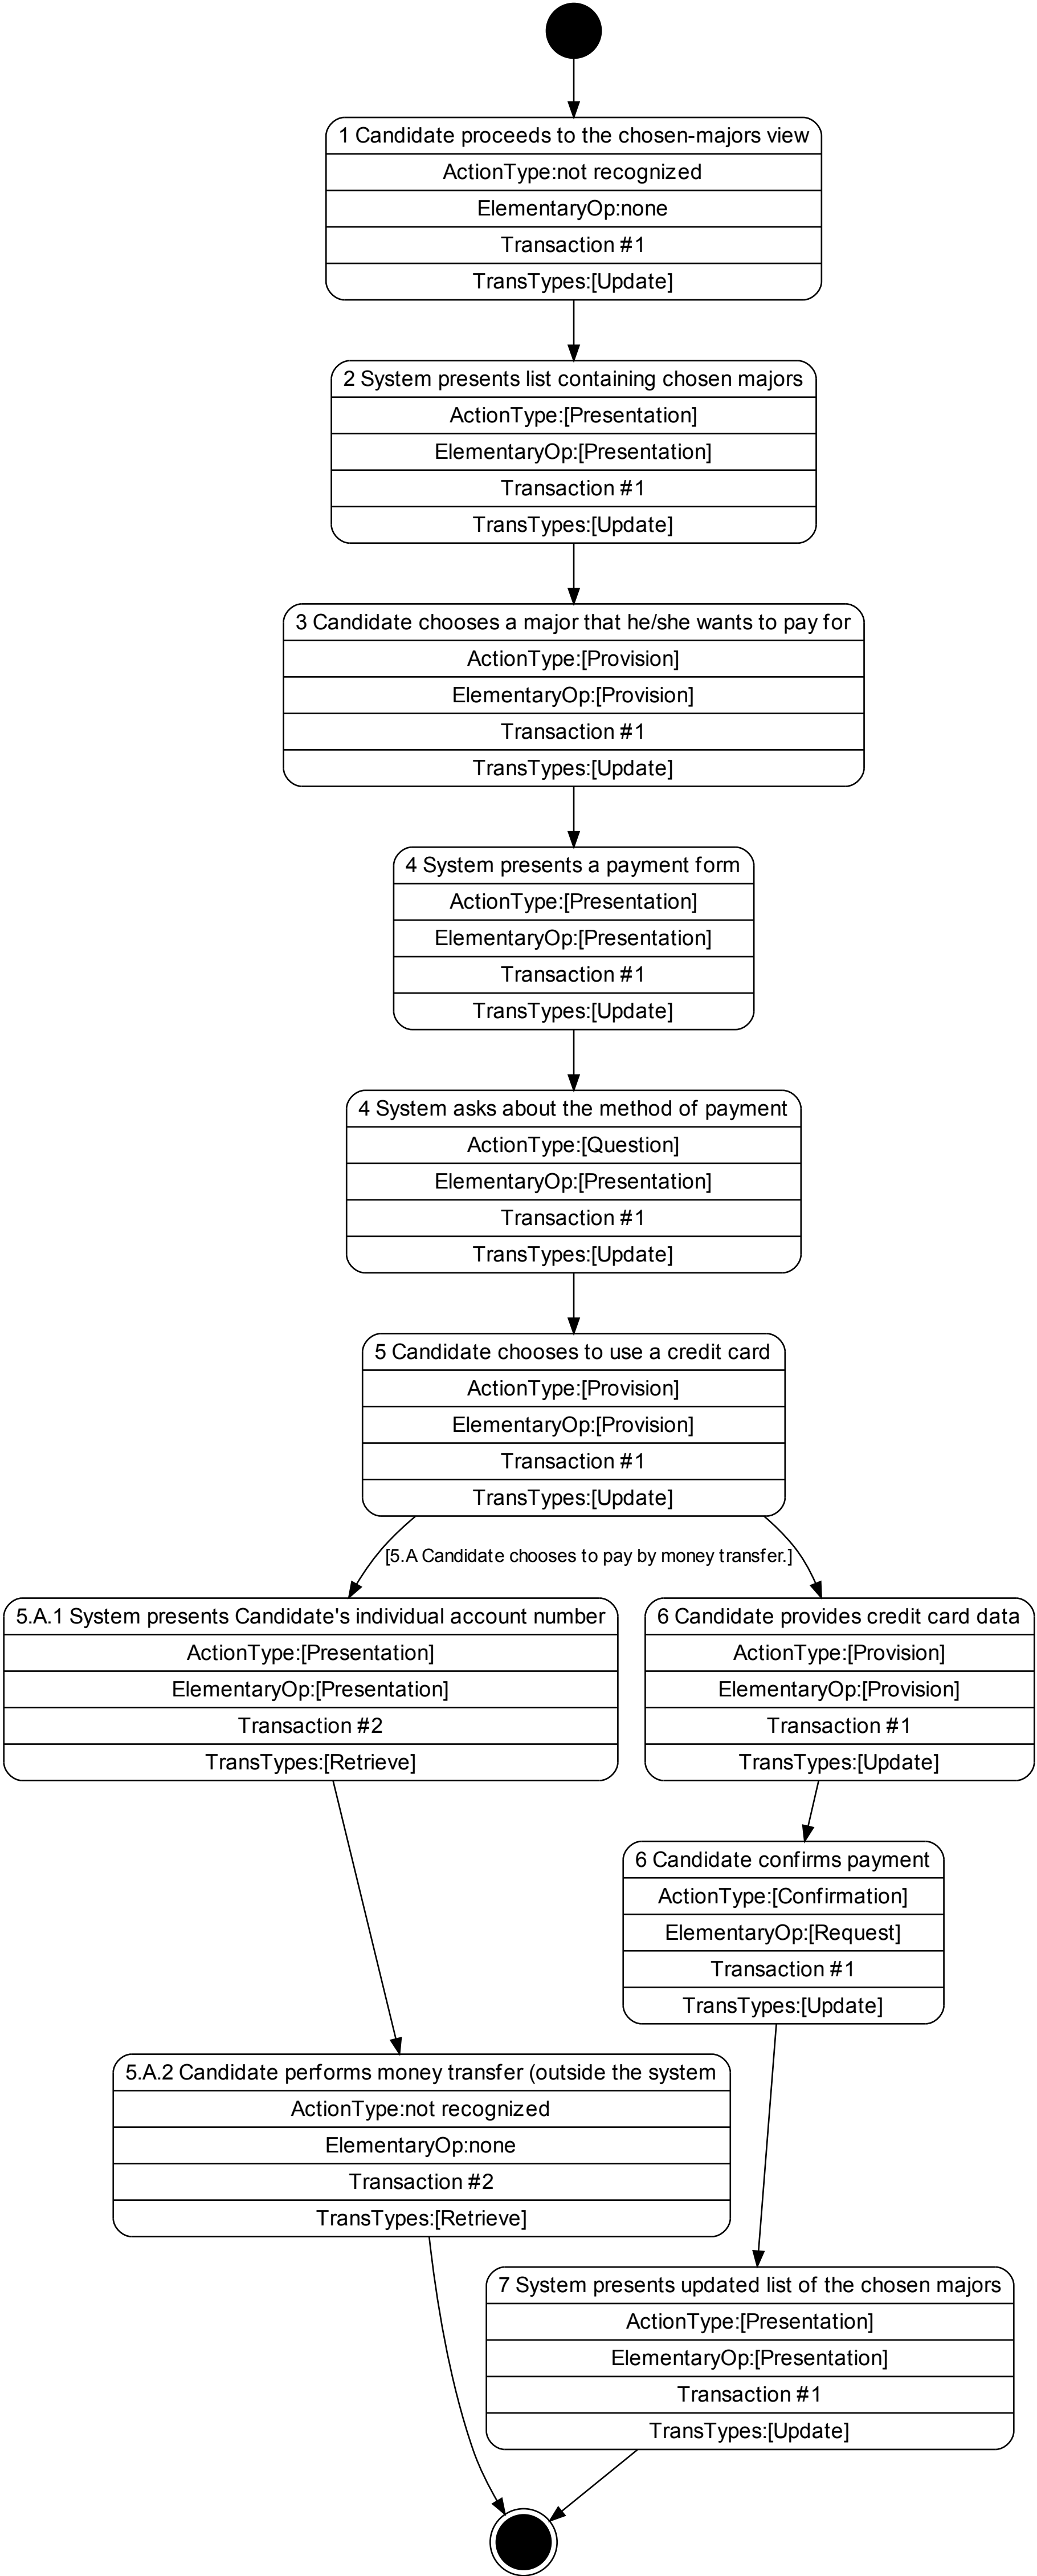 1 Candidate proceeds to the chosen-majors view
ActionType:not recognized
ElementaryOp:none
Transaction #1
TransTypes:[Update]
2 System presents list containing chosen majors
ActionType:[Presentation]
ElementaryOp:[Presentation]
Transaction #1
TransTypes:[Update]
3 Candidate chooses a major that he/she wants to pay for
ActionType:[Provision]
ElementaryOp:[Provision]
Transaction #1
TransTypes:[Update]
4 System presents a payment form
ActionType:[Presentation]
ElementaryOp:[Presentation]
Transaction #1
TransTypes:[Update]
4 System asks about the method of payment
ActionType:[Question]
ElementaryOp:[Presentation]
Transaction #1
TransTypes:[Update]
5 Candidate chooses to use a credit card
ActionType:[Provision]
ElementaryOp:[Provision]
Transaction #1
TransTypes:[Update]
[5.A Candidate chooses to pay by money transfer.]
5.A.1 System presents Candidate's individual account number
ActionType:[Presentation]
ElementaryOp:[Presentation]
Transaction #2
TransTypes:[Retrieve]
6 Candidate provides credit card data
ActionType:[Provision]
ElementaryOp:[Provision]
Transaction #1
TransTypes:[Update]
6 Candidate confirms payment
ActionType:[Confirmation]
ElementaryOp:[Request]
Transaction #1
TransTypes:[Update]
5.A.2 Candidate performs money transfer (outside the system
ActionType:not recognized
ElementaryOp:none
Transaction #2
TransTypes:[Retrieve]
7 System presents updated list of the chosen majors
ActionType:[Presentation]
ElementaryOp:[Presentation]
Transaction #1
TransTypes:[Update]